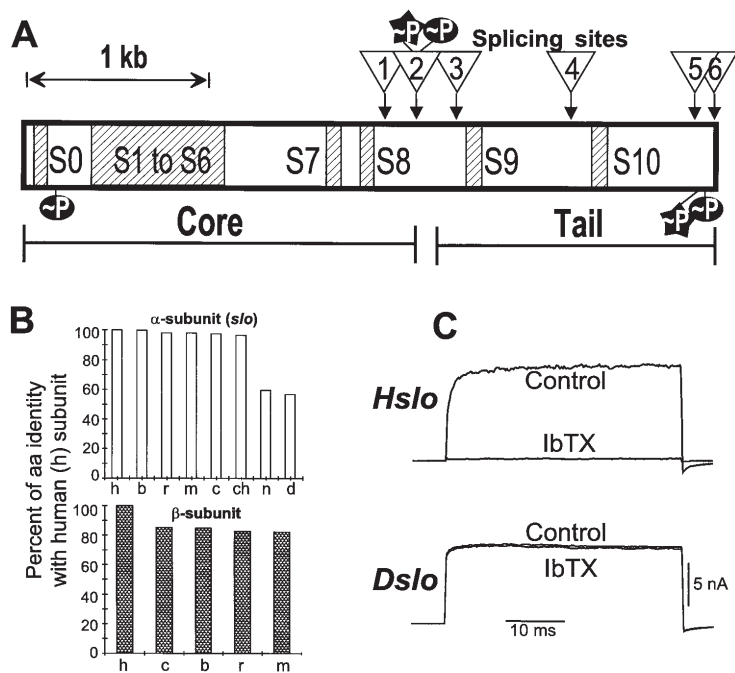 A
~P ~P
Splicing sites
1 kb
1 2 3 4 5 6
S0 S1 to S6 S7 S8 S9 S10
~P
~P ~P
Core
Tail
B
α-subunit (slo)
100
80
60
40
20
0
h b r m c ch n d
β-subunit
100
80
60
40
20
0
h c b r m
Percent of aa identity
with human (h) subunit
C
Hslo
Control
IbTX
Dslo
Control
IbTX
5 nA
10 ms